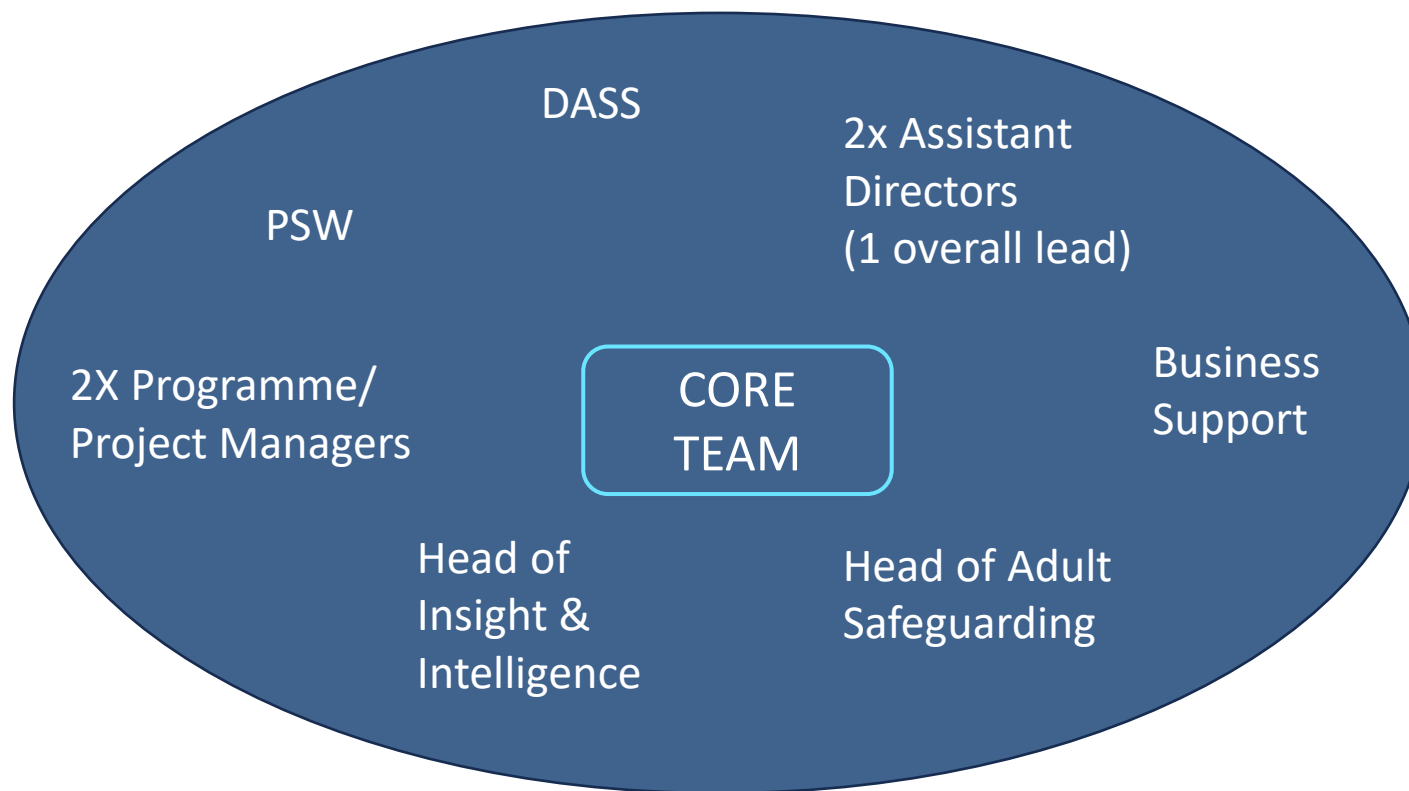 DASS
2x Assistant
Directors
(1 overall lead)
PSW
Business
Support
2X Programme/
Project Managers
CORE
TEAM
Head of
Insight &
Intelligence
Head of Adult
Safeguarding